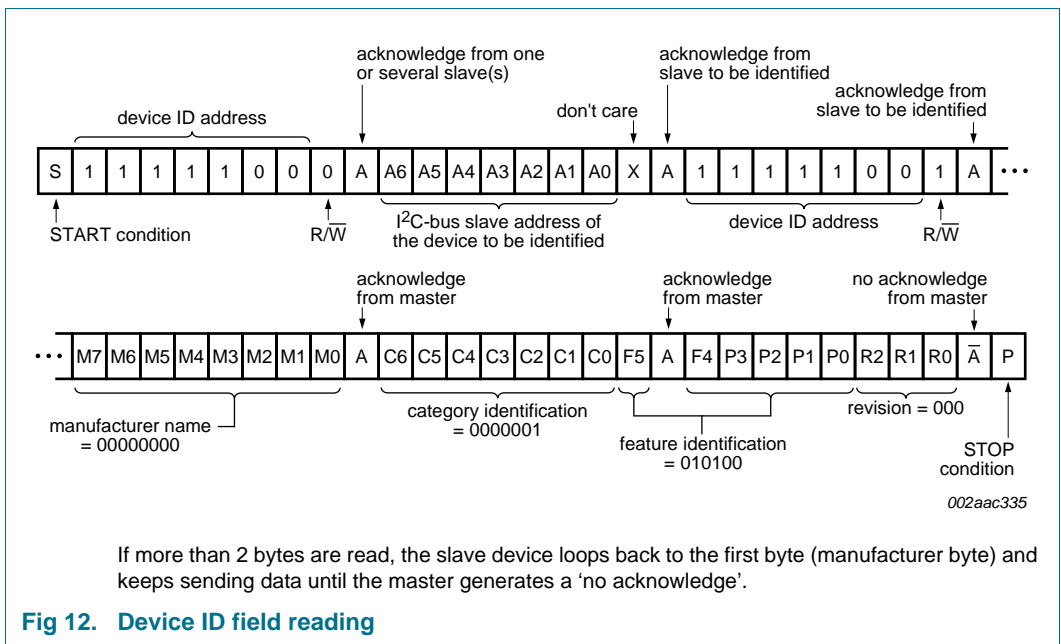 acknowledge from one
or several slave(s)
acknowledge from
slave to be identified
acknowledge from
slave to be identified
device ID address
don't care
S 1 1 1 1 1 0 0 0 A A6 A5 A4 A3 A2 A1 A0 X A 1 1 1 1 1 0 0 1 A ...
START condition
R/W̅
I²C-bus slave address of
the device to be identified
device ID address
R/W̅
acknowledge
from master
acknowledge
from master
no acknowledge
from master
... M7 M6 M5 M4 M3 M2 M1 M0 A C6 C5 C4 C3 C2 C1 C0 F5 A F4 P3 P2 P1 P0 R2 R1 R0 A̅ P
manufacturer name
= 00000000
category identification
= 0000001
feature identification
= 010100
revision = 000
STOP
condition
002aac335
If more than 2 bytes are read, the slave device loops back to the first byte (manufacturer byte) and
keeps sending data until the master generates a ‘no acknowledge’.
Fig 12. Device ID field reading